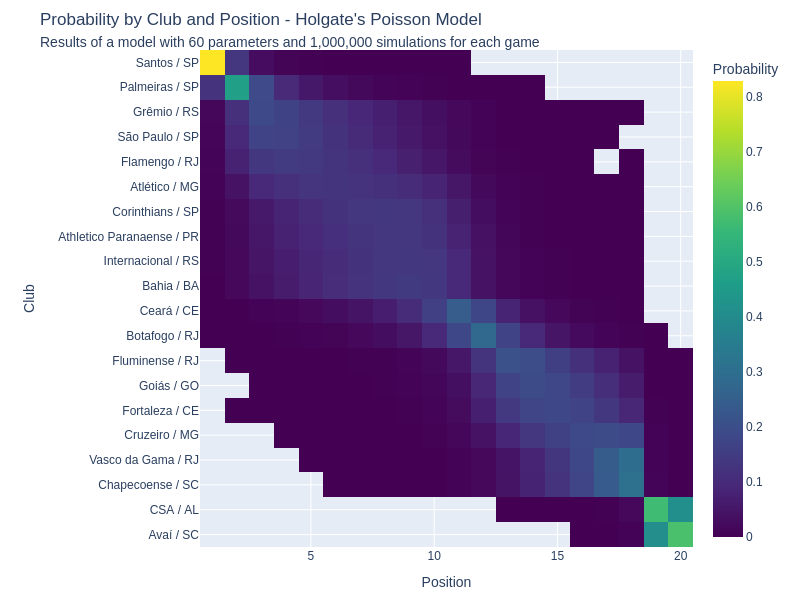 Probability by Club and Position - Holgate's Poisson Model
Results of a model with 60 parameters and 1,000,000 simulations for each game
Probability
0.8
0.7
0.6
0.5
0.4
0.3
0.2
0.1
0
Club
Santos / SP
Palmeiras / SP
Grêmio / RS
São Paulo / SP
Flamengo / RJ
Atlético / MG
Corinthians / SP
Athletico Paranaense / PR
Internacional / RS
Bahia / BA
Ceará / CE
Botafogo / RJ
Fluminense / RJ
Goiás / GO
Fortaleza / CE
Cruzeiro / MG
Vasco da Gama / RJ
Chapecoense / SC
CSA / AL
Avaí / SC
5 10 15 20
Position